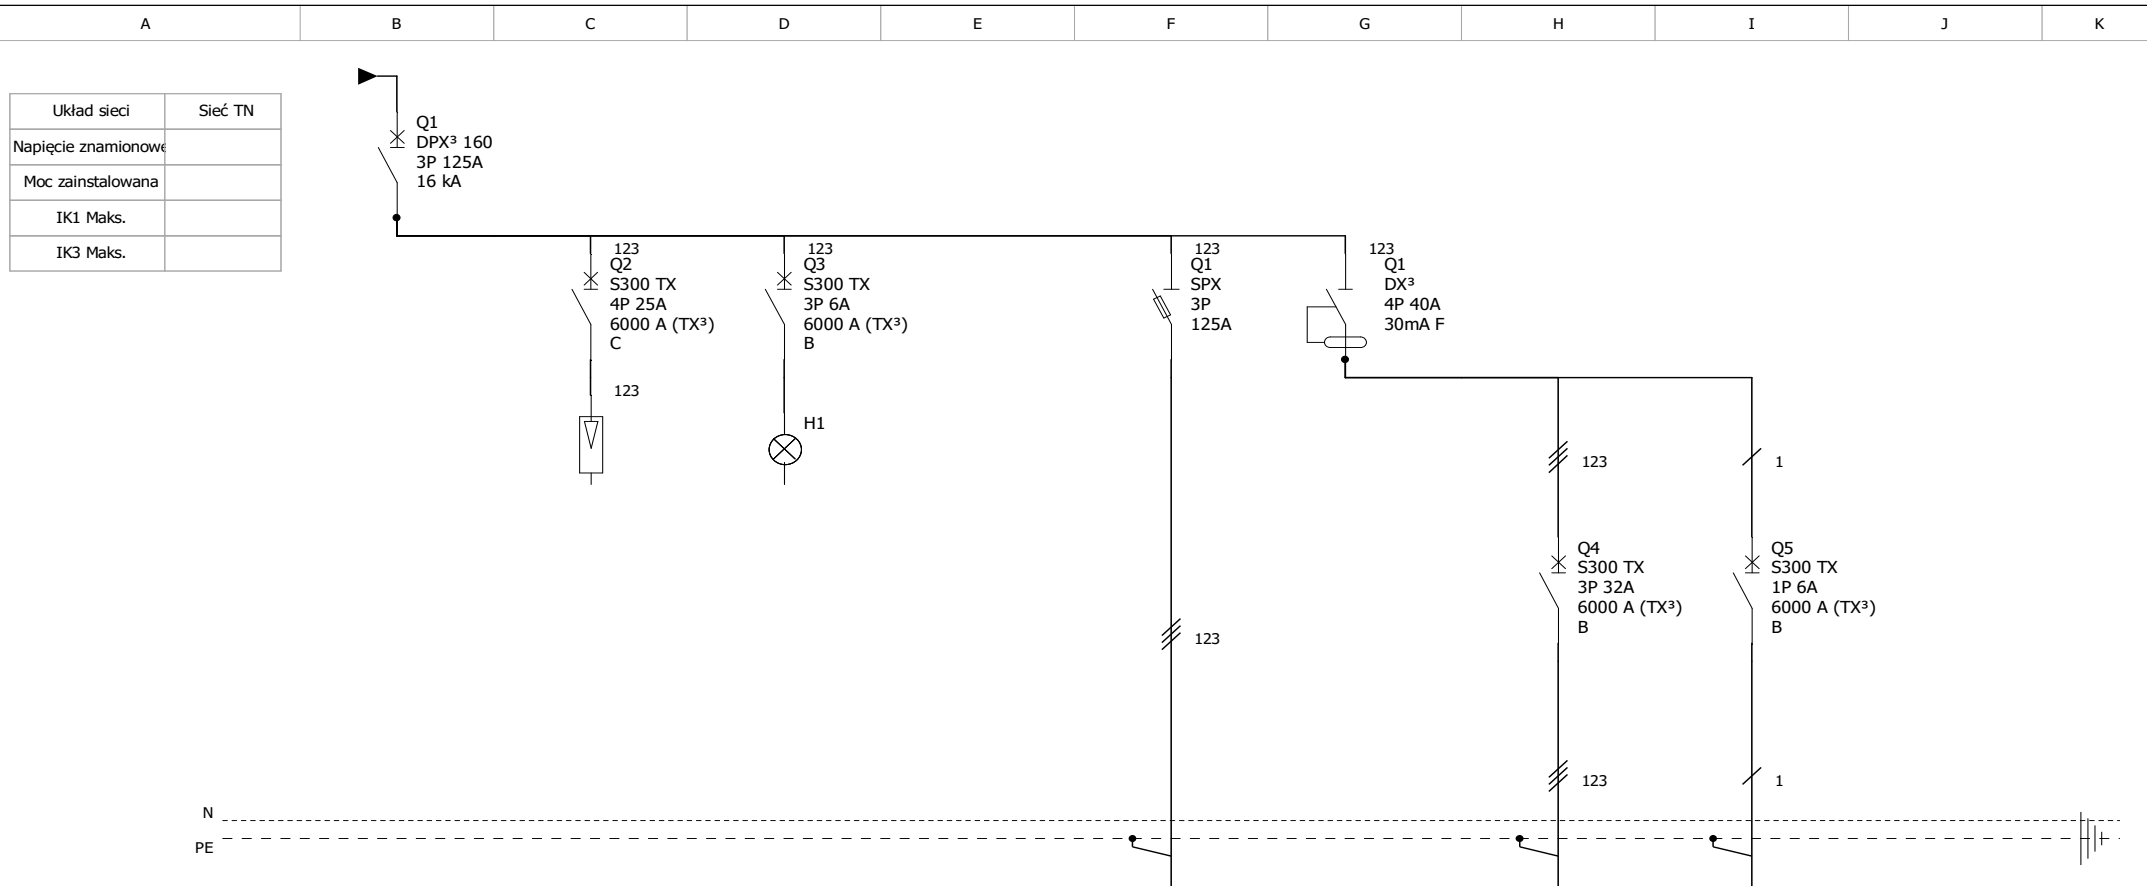 A B C D E F G H I J K
Układ sieci Sieć TN
Napięcie znamionowe
Moc zainstalowana
IK1 Maks.
IK3 Maks.
Q1
DPX³ 160
3P 125A
16 kA
123
Q2
S300 TX
4P 25A
6000 A (TX³)
C
123
123
Q3
S300 TX
3P 6A
6000 A (TX³)
B
H1
123
Q1
SPX
3P
125A
123
123
Q1
DX³
4P 40A
30mA F
123
Q4
S300 TX
3P 32A
6000 A (TX³)
B
123
1
Q5
S300 TX
1P 6A
6000 A (TX³)
B
1
N
PE